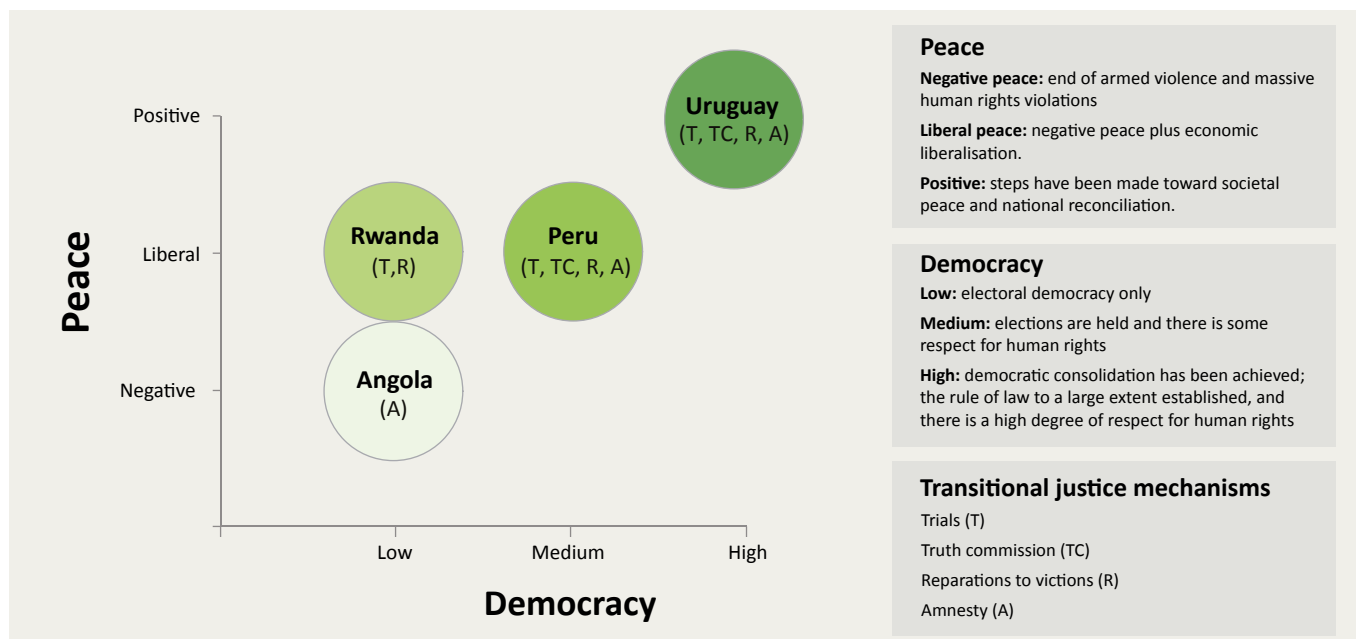 Peace
Positive
Liberal
Negative
Uruguay
(T, TC, R, A)
Rwanda
(T,R)
Peru
(T, TC, R, A)
Angola
(A)
Low
Medium
High
Democracy
Peace
Negative peace: end of armed violence and massive
human rights violations
Liberal peace: negative peace plus economic
liberalisation.
Positive: steps have been made toward societal
peace and national reconciliation.
Democracy
Low: electoral democracy only
Medium: elections are held and there is some
respect for human rights
High: democratic consolidation has been achieved;
the rule of law to a large extent established, and
there is a high degree of respect for human rights
Transitional justice mechanisms
Trials (T)
Truth commission (TC)
Reparations to victions (R)
Amnesty (A)